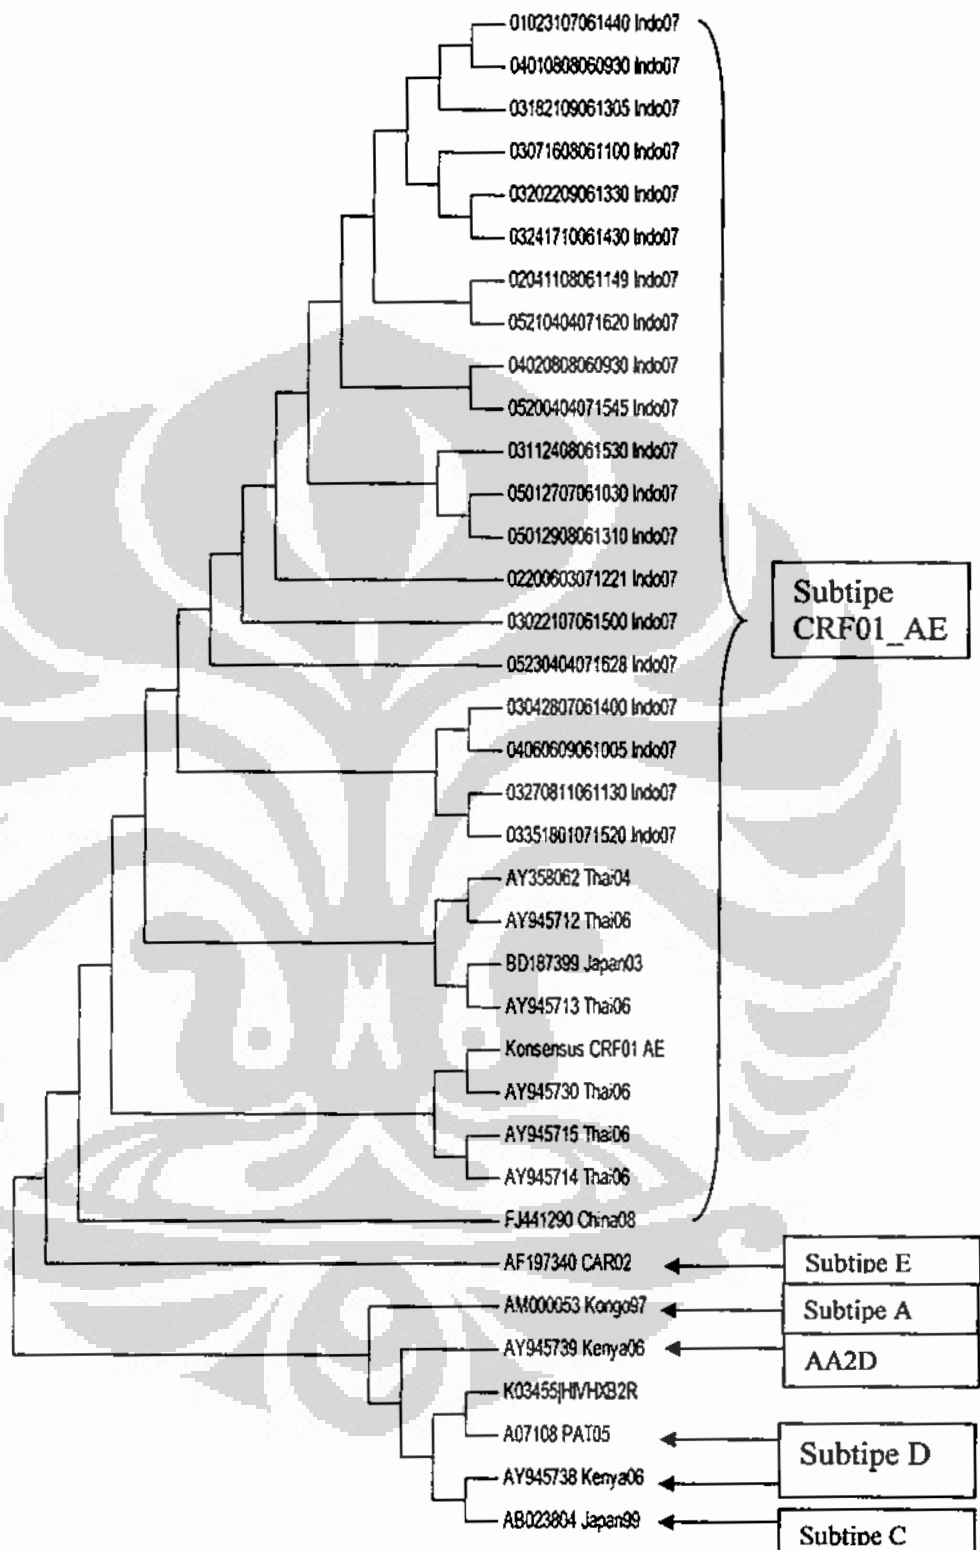 01023107061440 Indo07
04010808060930 Indo07
03182109061305 Indo07
03071608061100 Indo07
03202209061330 Indo07
03241710061430 Indo07
02041108061149 Indo07
05210404071620 Indo07
04020808060930 Indo07
05200404071545 Indo07
03112408061530 Indo07
05012707061030 Indo07
05012908061310 Indo07
02200603071221 Indo07
03022107061500 Indo07
05230404071628 Indo07
03042807061400 Indo07
04060609061005 Indo07
03270811061130 Indo07
03351801071520 Indo07
AY358062 Thai04
AY945712 Thai06
BD187399 Japan03
AY945713 Thai06
Konsensus CRF01 AE
AY945730 Thai06
AY945715 Thai06
AY945714 Thai06
FJ441290 China08
Subtipe
CRF01_AE
AF197340 CAR02
Subtipe E
AM000053 Kongo97
Subtipe A
AY945739 Kenya06
AA2D
K03455|HIVHXB2R
A07108 PAT05
Subtipe D
AY945738 Kenya06
AB023804 Japan99
Subtipe C